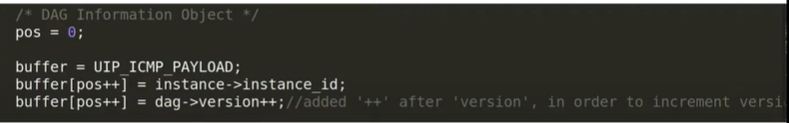 /* DAG Information Object */
pos = 0;
buffer = UIP_ICMP_PAYLOAD;
buffer[pos++] = instance->instance_id;
buffer[pos++] = dag->version++;//added '++' after 'version', in order to increment versi